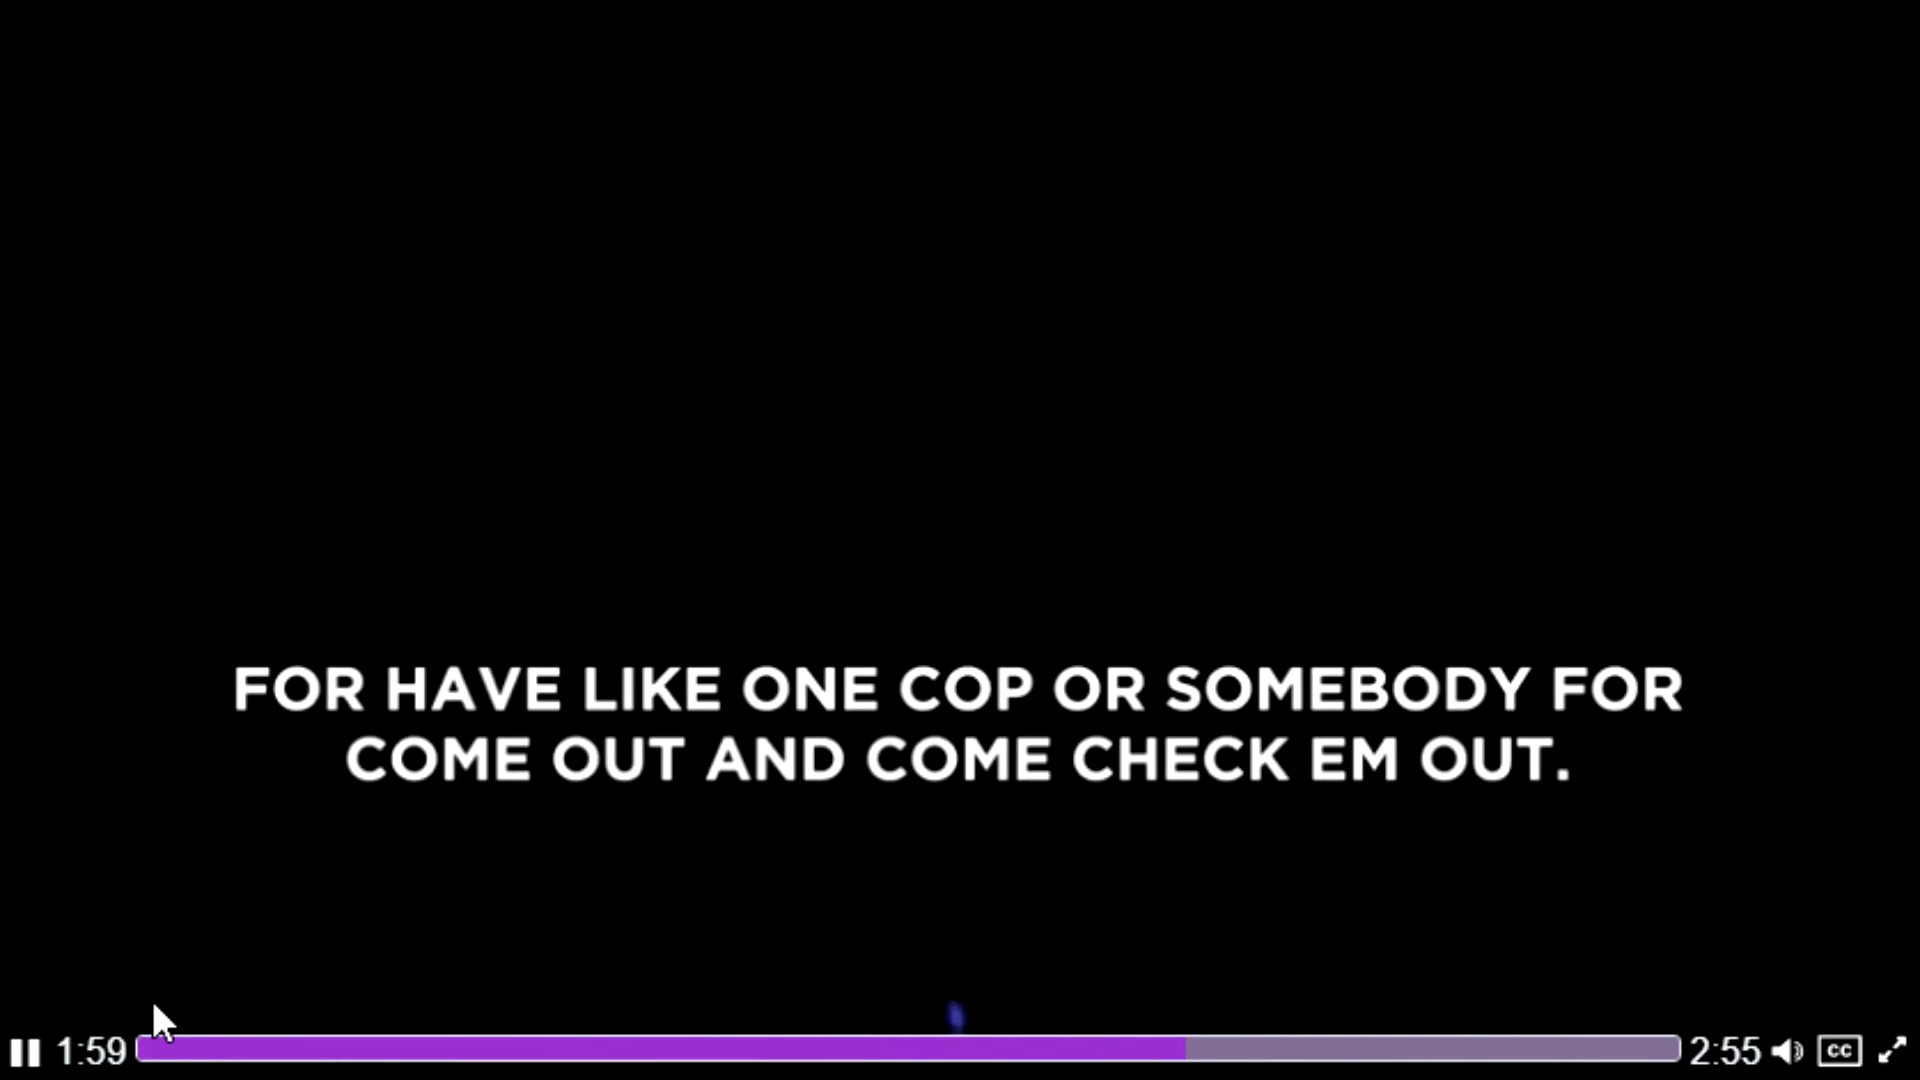 FOR HAVE LIKE ONE COP OR SOMEBODY FOR
COME OUT AND COME CHECK EM OUT.
1:59 2:55 CC